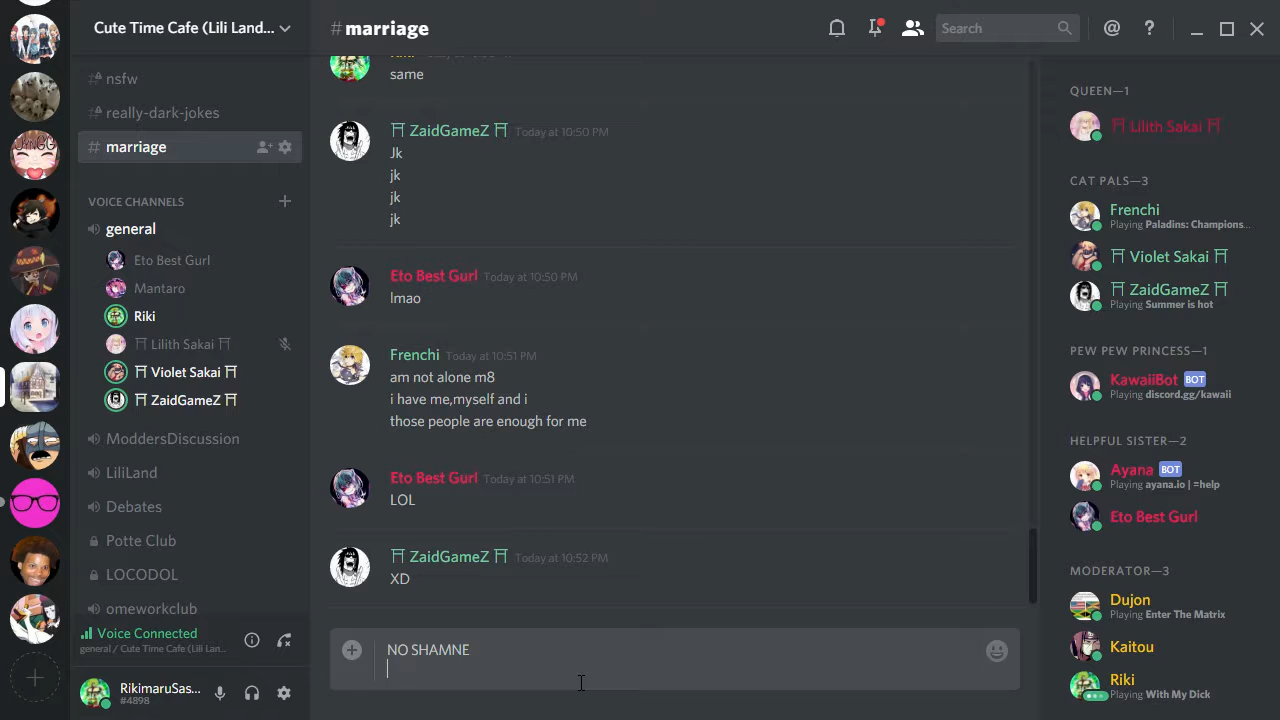 Cute Time Cafe (Lili Land...
# marriage
Search
@
?
nsfw
really-dark-jokes
# marriage
VOICE CHANNELS
general
Eto Best Gurl
Mantaro
Riki
⛩ Lilith Sakai ⛩
⛩ Violet Sakai ⛩
⛩ ZaidGameZ ⛩
ModdersDiscussion
LiliLand
Debates
Potte Club
LOCODOL
omeworkclub
Voice Connected
general / Cute Time Cafe (Lili Lan...
RikimaruSas...
#4898
same
⛩ ZaidGameZ ⛩ Today at 10:50 PM
Jk
jk
jk
jk
Eto Best Gurl Today at 10:50 PM
lmao
Frenchi Today at 10:51 PM
am not alone m8
i have me,myself and i
those people are enough for me
Eto Best Gurl Today at 10:51 PM
LOL
⛩ ZaidGameZ ⛩ Today at 10:52 PM
XD
NO SHAMNE
QUEEN—1
⛩ Lilith Sakai ⛩
CAT PALS—3
Frenchi
Playing Paladins: Champions...
⛩ Violet Sakai ⛩
⛩ ZaidGameZ ⛩
Playing Summer is hot
PEW PEW PRINCESS—1
KawaiiBot BOT
Playing discord.gg/kawaii
HELPFUL SISTER—2
Ayana BOT
Playing ayana.io | =help
Eto Best Gurl
MODERATOR—3
Dujon
Playing Enter The Matrix
Kaitou
Riki
Playing With My Dick